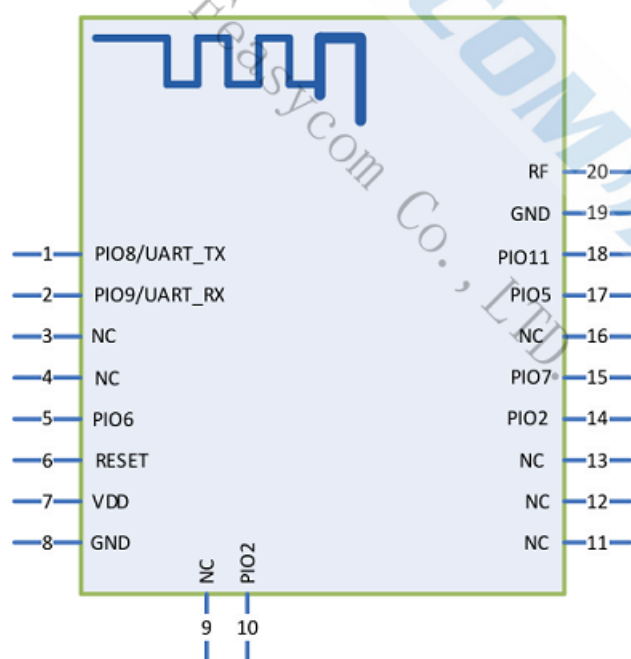 Feasycom Co., LTD.
COM
RF 20
GND 19
1 PIO8/UART_TX
PIO11 18
2 PIO9/UART_RX
PIO5 17
3 NC
NC 16
4 NC
PIO7 15
5 PIO6
PIO2 14
6 RESET
NC 13
7 VDD
NC 12
8 GND
NC 11
NC
PIO2
9 10